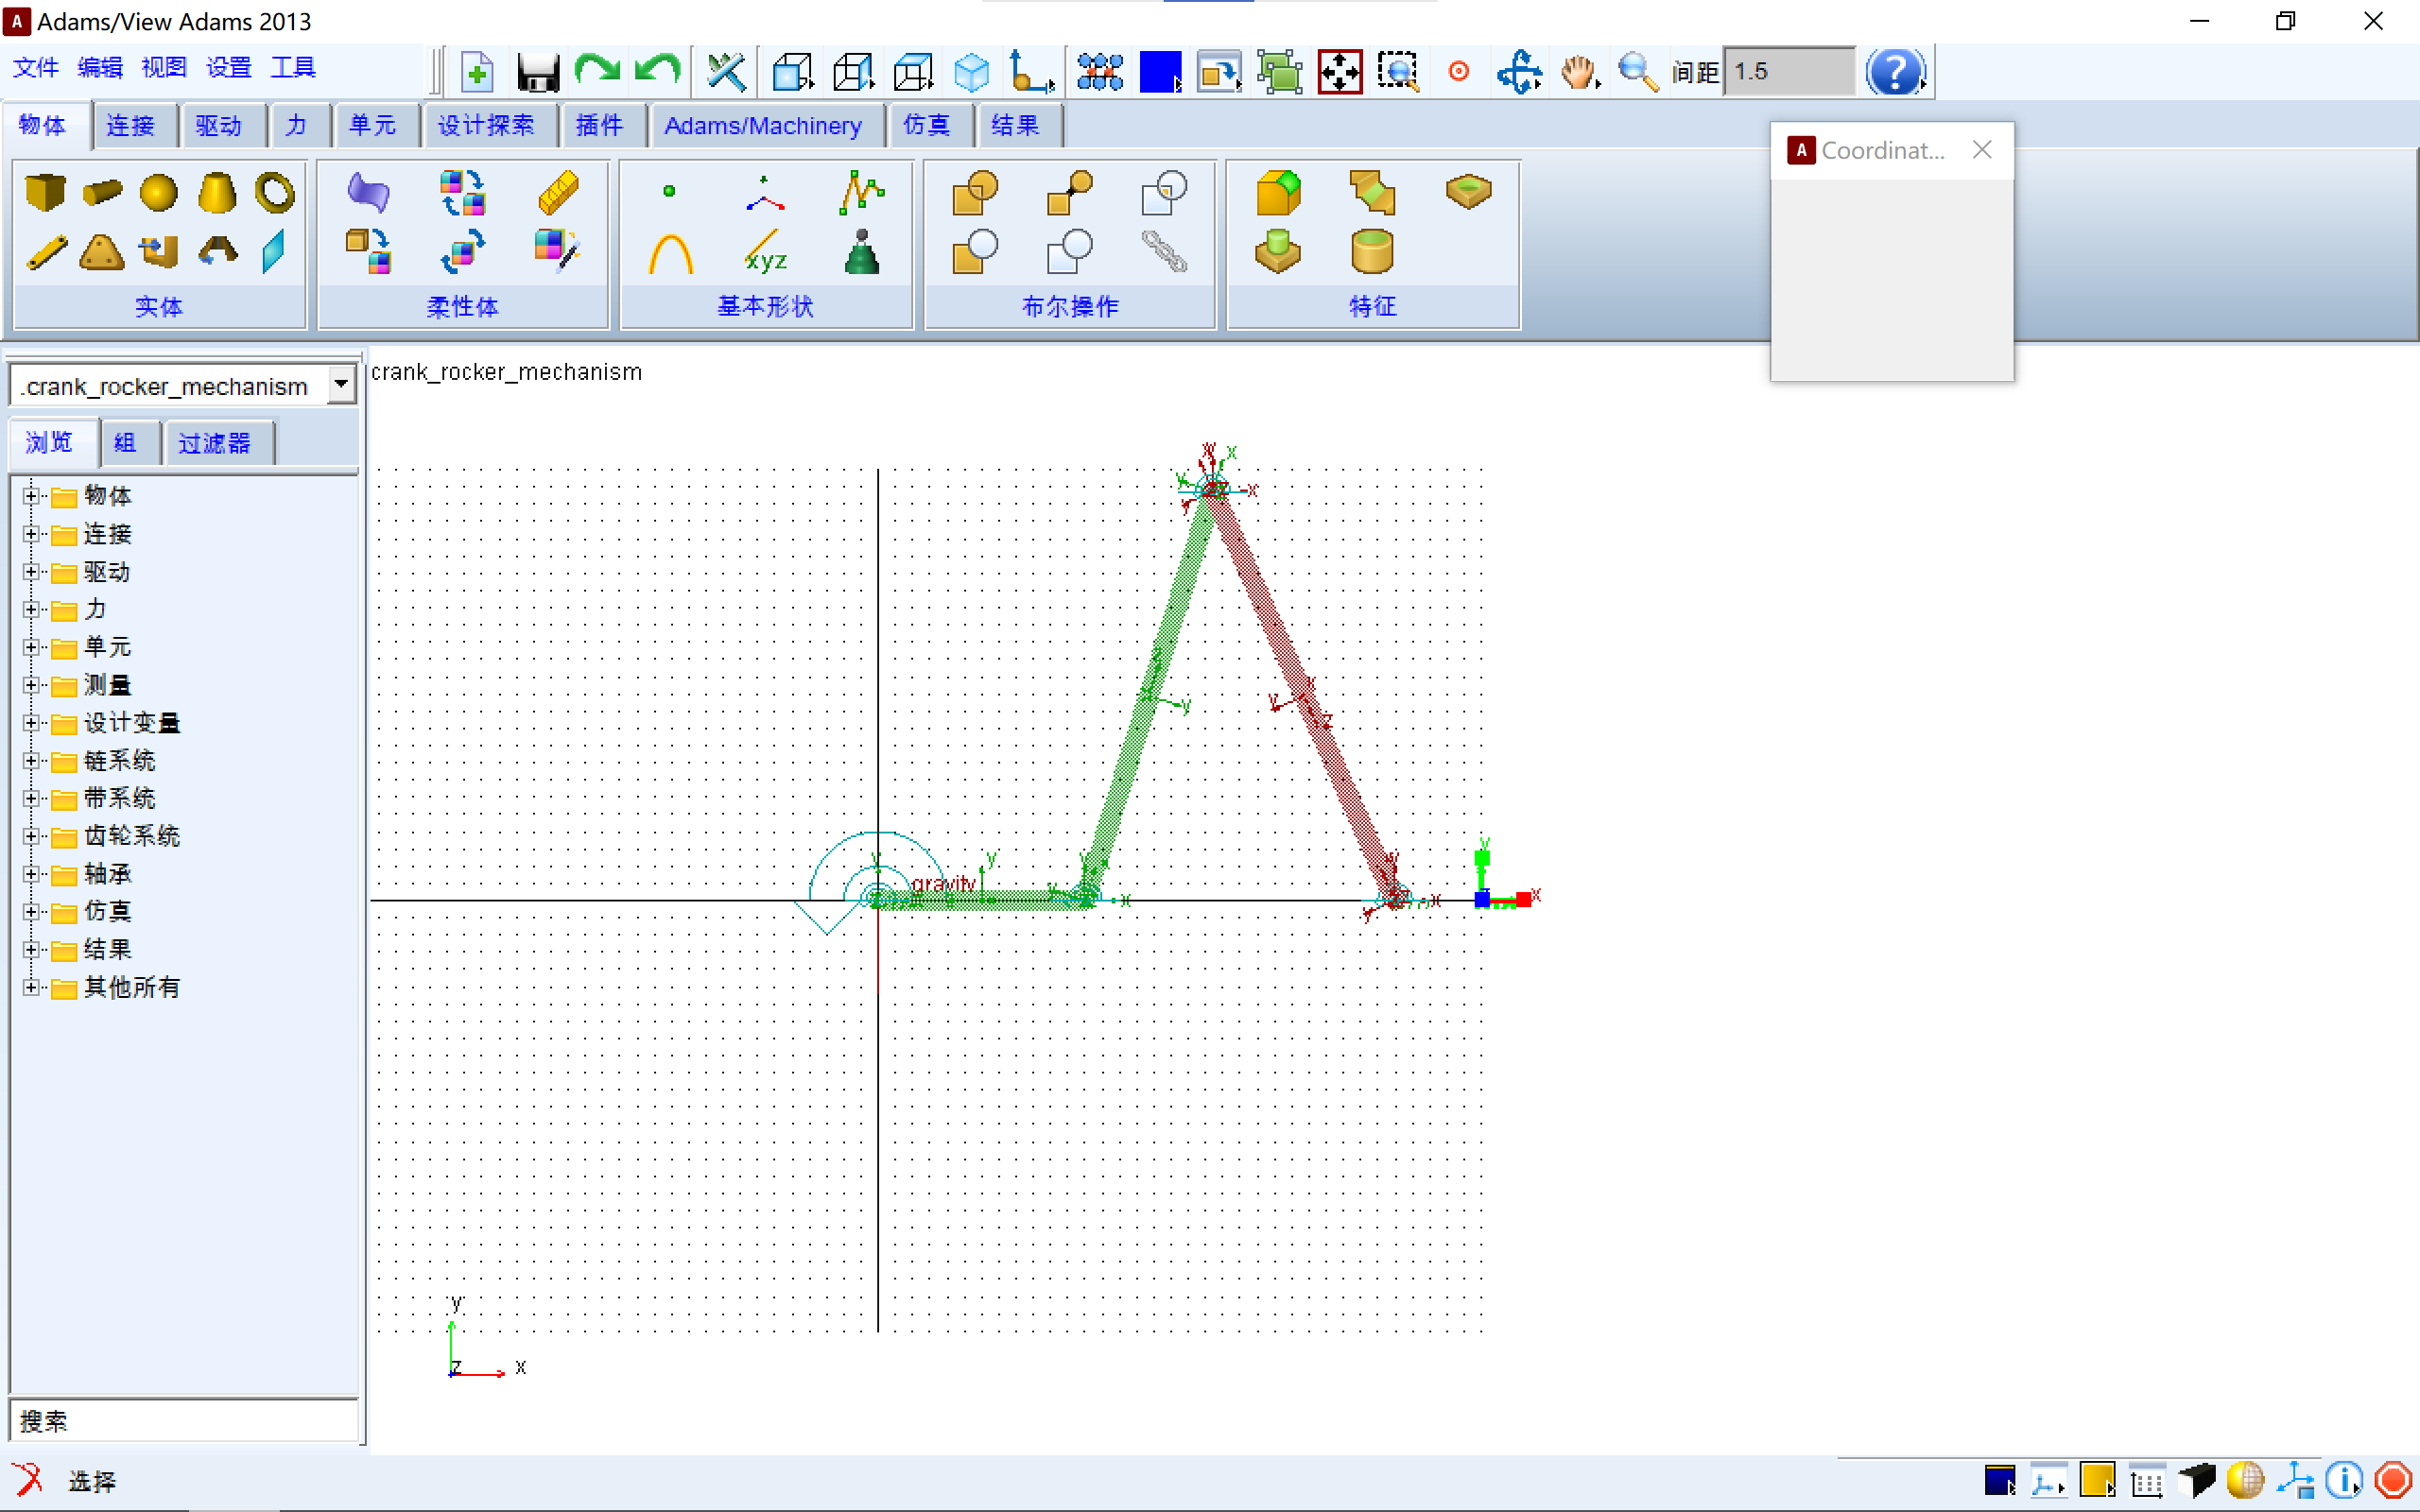 Adams/View Adams 2013
文件 编辑 视图 设置 工具
间距 1.5
物体 连接 驱动 力 单元 设计探索 插件 Adams/Machinery 仿真 结果
Coordinat...
xyz
实体 柔性体 基本形状 布尔操作 特征
.crank_rocker_mechanism
crank_rocker_mechanism
浏览 组 过滤器
物体
连接
驱动
力
单元
测量
设计变量
链系统
带系统
齿轮系统
轴承
仿真
结果
其他所有
gravity
y
z x
搜索
选择